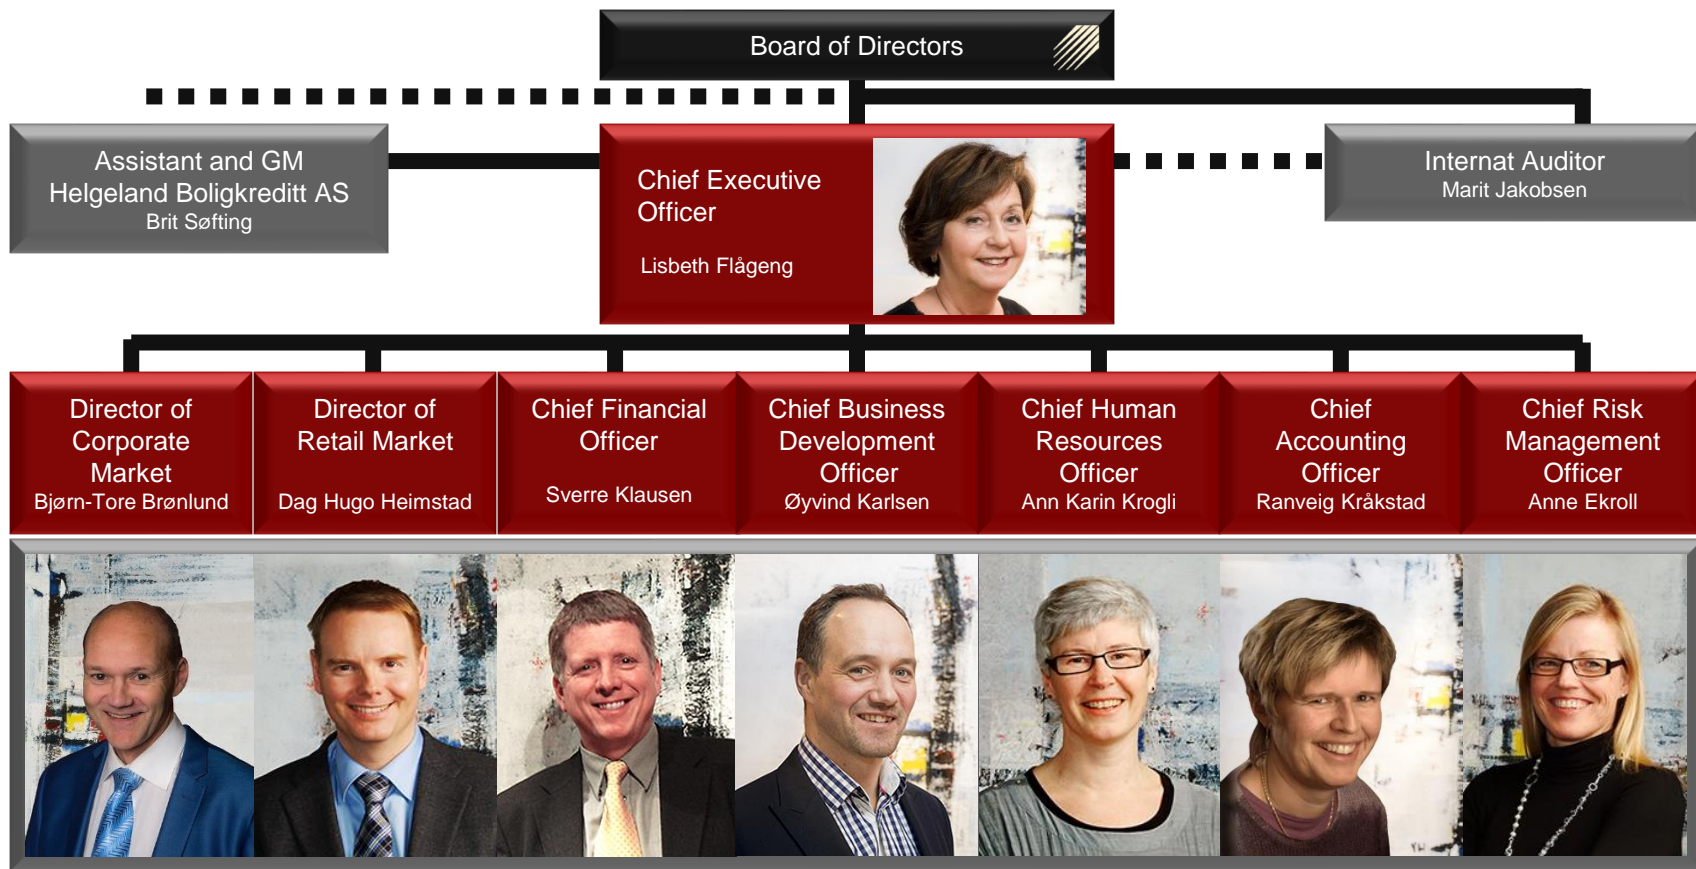 Board of Directors
Assistant and GM
Helgeland Boligkreditt AS
Brit Søfting
Chief Executive
Officer
Lisbeth Flågeng
Internat Auditor
Marit Jakobsen
Director of
Corporate
Market
Bjørn-Tore Brønlund
Director of
Retail Market
Dag Hugo Heimstad
Chief Financial
Officer
Sverre Klausen
Chief Business
Development
Officer
Øyvind Karlsen
Chief Human
Resources
Officer
Ann Karin Krogli
Chief
Accounting
Officer
Ranveig Kråkstad
Chief Risk
Management
Officer
Anne Ekroll